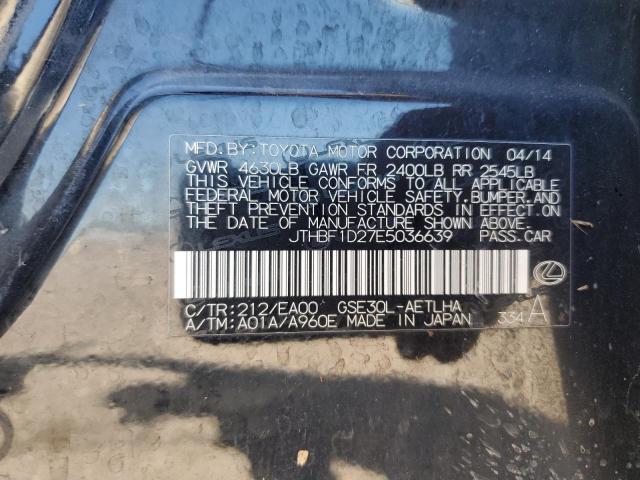 MFD. BY: TOYOTA MOTOR CORPORATION 04/14
GVWR 4630LB GAWR FR 2400LB RR 2545LB
THIS VEHICLE CONFORMS TO ALL APPLICABLE
FEDERAL MOTOR VEHICLE SAFETY, BUMPER, AND
THEFT PREVENTION STANDARDS IN EFFECT ON
THE DATE OF MANUFACTURE SHOWN ABOVE.
JTHBF1D27E5036639 PASS. CAR
C/TR: 212/EA00 GSE30L-AETLHA
A/TM: A01A/A960E MADE IN JAPAN 334 A